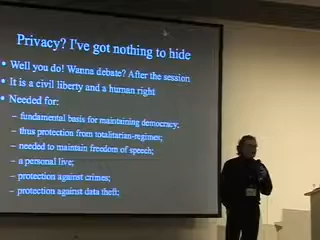 Privacy? I've got nothing to hide
• Well you do! Wanna debate? After the session
• It is a civil liberty and a human right
• Needed for:
– fundamental basis for maintaining democracy;
– thus protection from totalitarian-regimes;
– needed to maintain freedom of speech;
– a personal live;
– protection against crimes;
– protection against data theft;